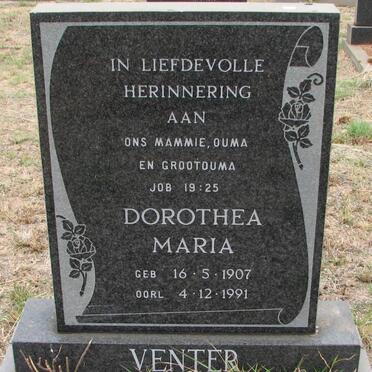 IN LIEFDEVOLLE
HERINNERING
AAN
ONS MAMMIE, OUMA
EN GROOTOUMA
JOB 19:25
DOROTHEA
MARIA
GEB 16·5·1907
OORL 4·12·1991
VENTER